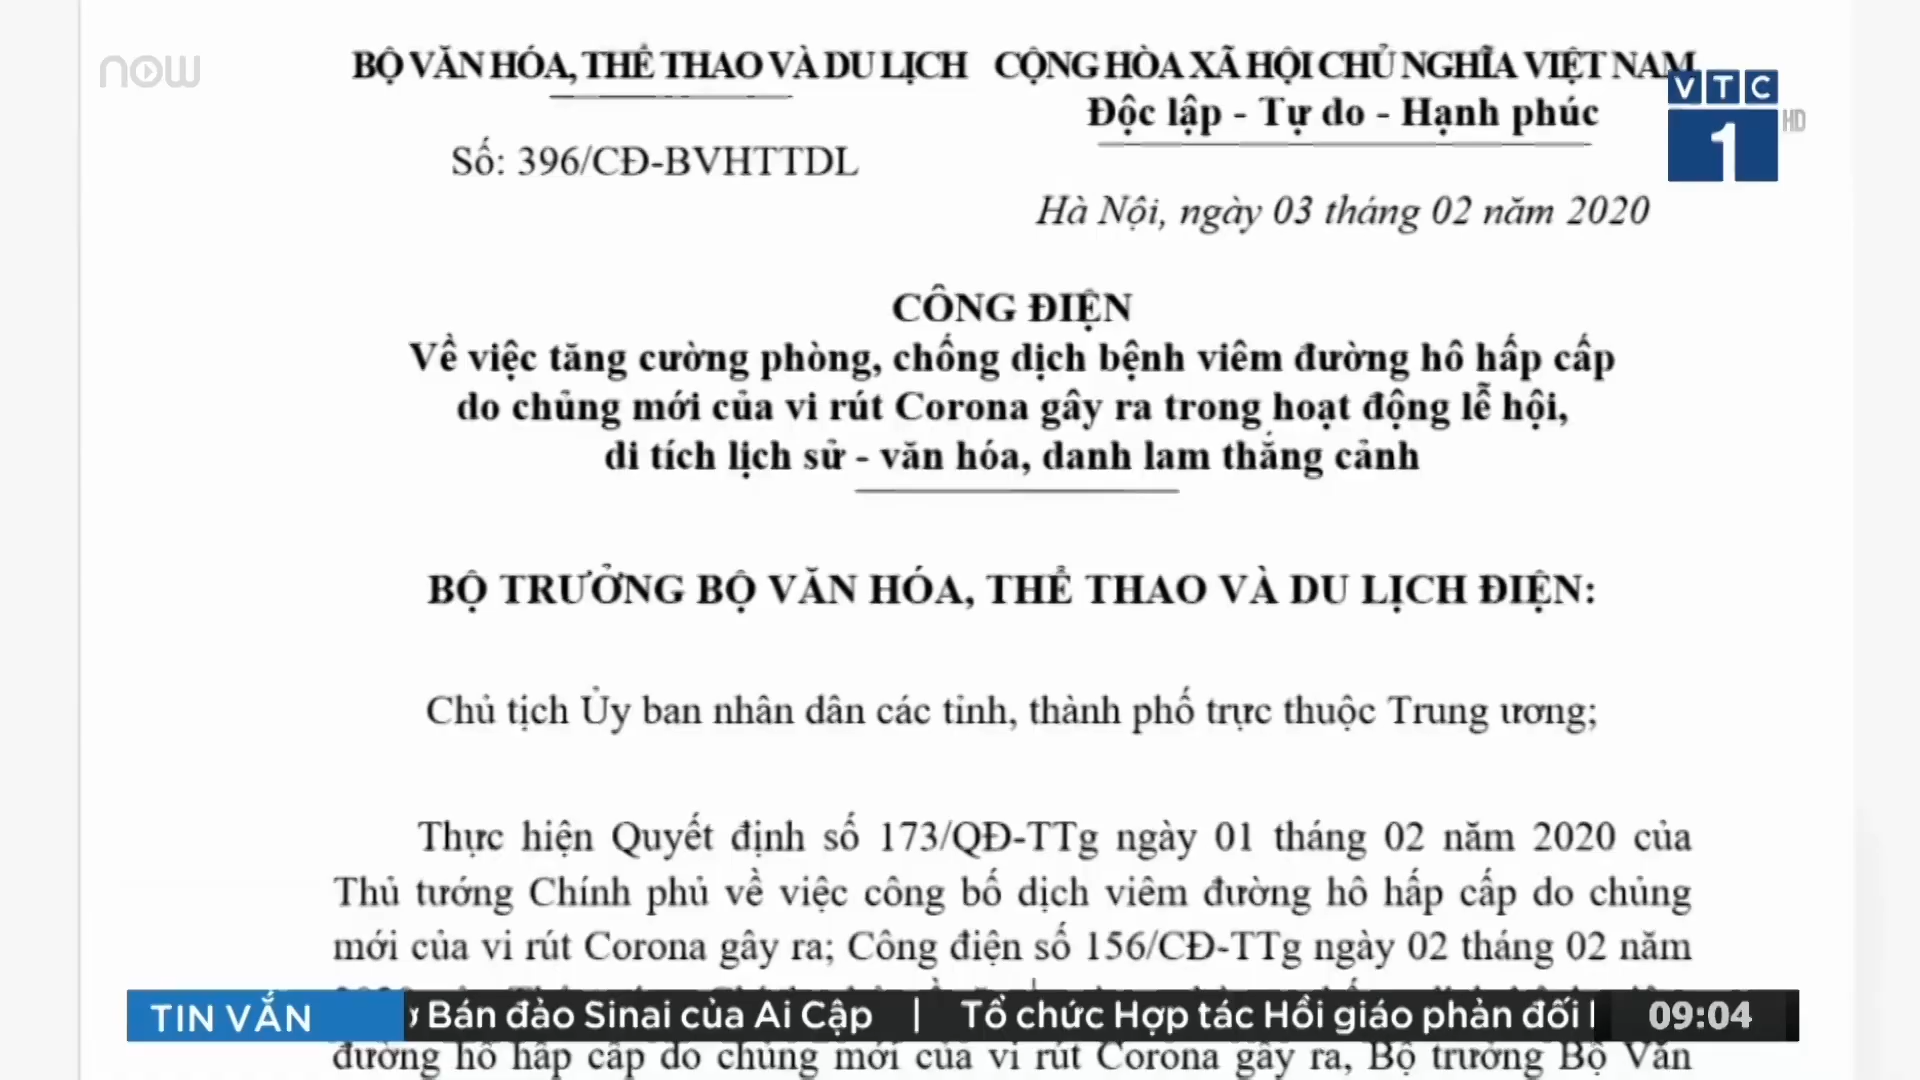 now
BỘ VĂN HÓA, THỂ THAO VÀ DU LỊCH
CỘNG HÒA XÃ HỘI CHỦ NGHĨA VIỆT NAM
Độc lập - Tự do - Hạnh phúc
VTC
1
HD
Số: 396/CĐ-BVHTTDL
Hà Nội, ngày 03 tháng 02 năm 2020
CÔNG ĐIỆN
Về việc tăng cường phòng, chống dịch bệnh viêm đường hô hấp cấp
do chủng mới của vi rút Corona gây ra trong hoạt động lễ hội,
di tích lịch sử - văn hóa, danh lam thắng cảnh
BỘ TRƯỞNG BỘ VĂN HÓA, THỂ THAO VÀ DU LỊCH ĐIỆN:
Chủ tịch Ủy ban nhân dân các tỉnh, thành phố trực thuộc Trung ương;
Thực hiện Quyết định số 173/QĐ-TTg ngày 01 tháng 02 năm 2020 của
Thủ tướng Chính phủ về việc công bố dịch viêm đường hô hấp cấp do chủng
mới của vi rút Corona gây ra; Công điện số 156/CĐ-TTg ngày 02 tháng 02 năm
TIN VẮN
Bán đảo Sinai của Ai Cập | Tổ chức Hợp tác Hồi giáo phản đối
09:04
đường hô hấp cấp do chủng mới của vi rút Corona gây ra, Bộ trưởng Bộ Văn